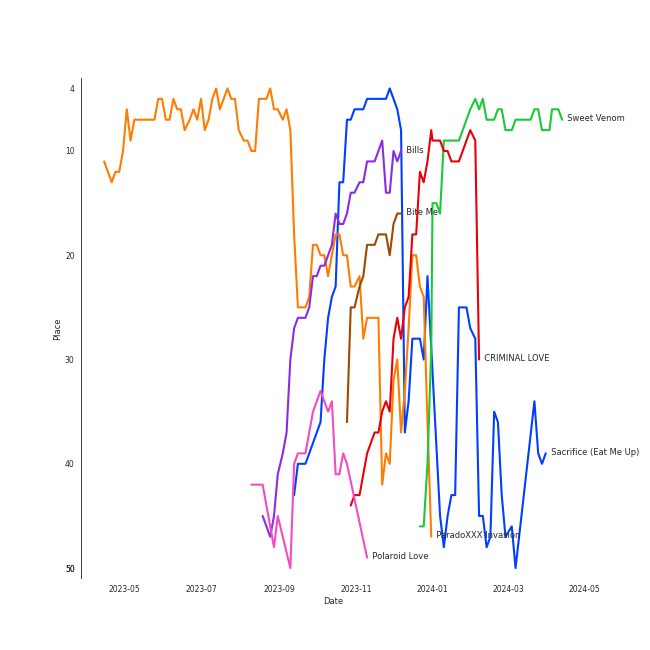 4
10
20
30
40
50
Place
Sweet Venom
Bills
Bite Me
CRIMINAL LOVE
Sacrifice (Eat Me Up)
ParadoXXX Invasion
Polaroid Love
2023-05
2023-07
2023-09
2023-11
2024-01
2024-03
2024-05
Date